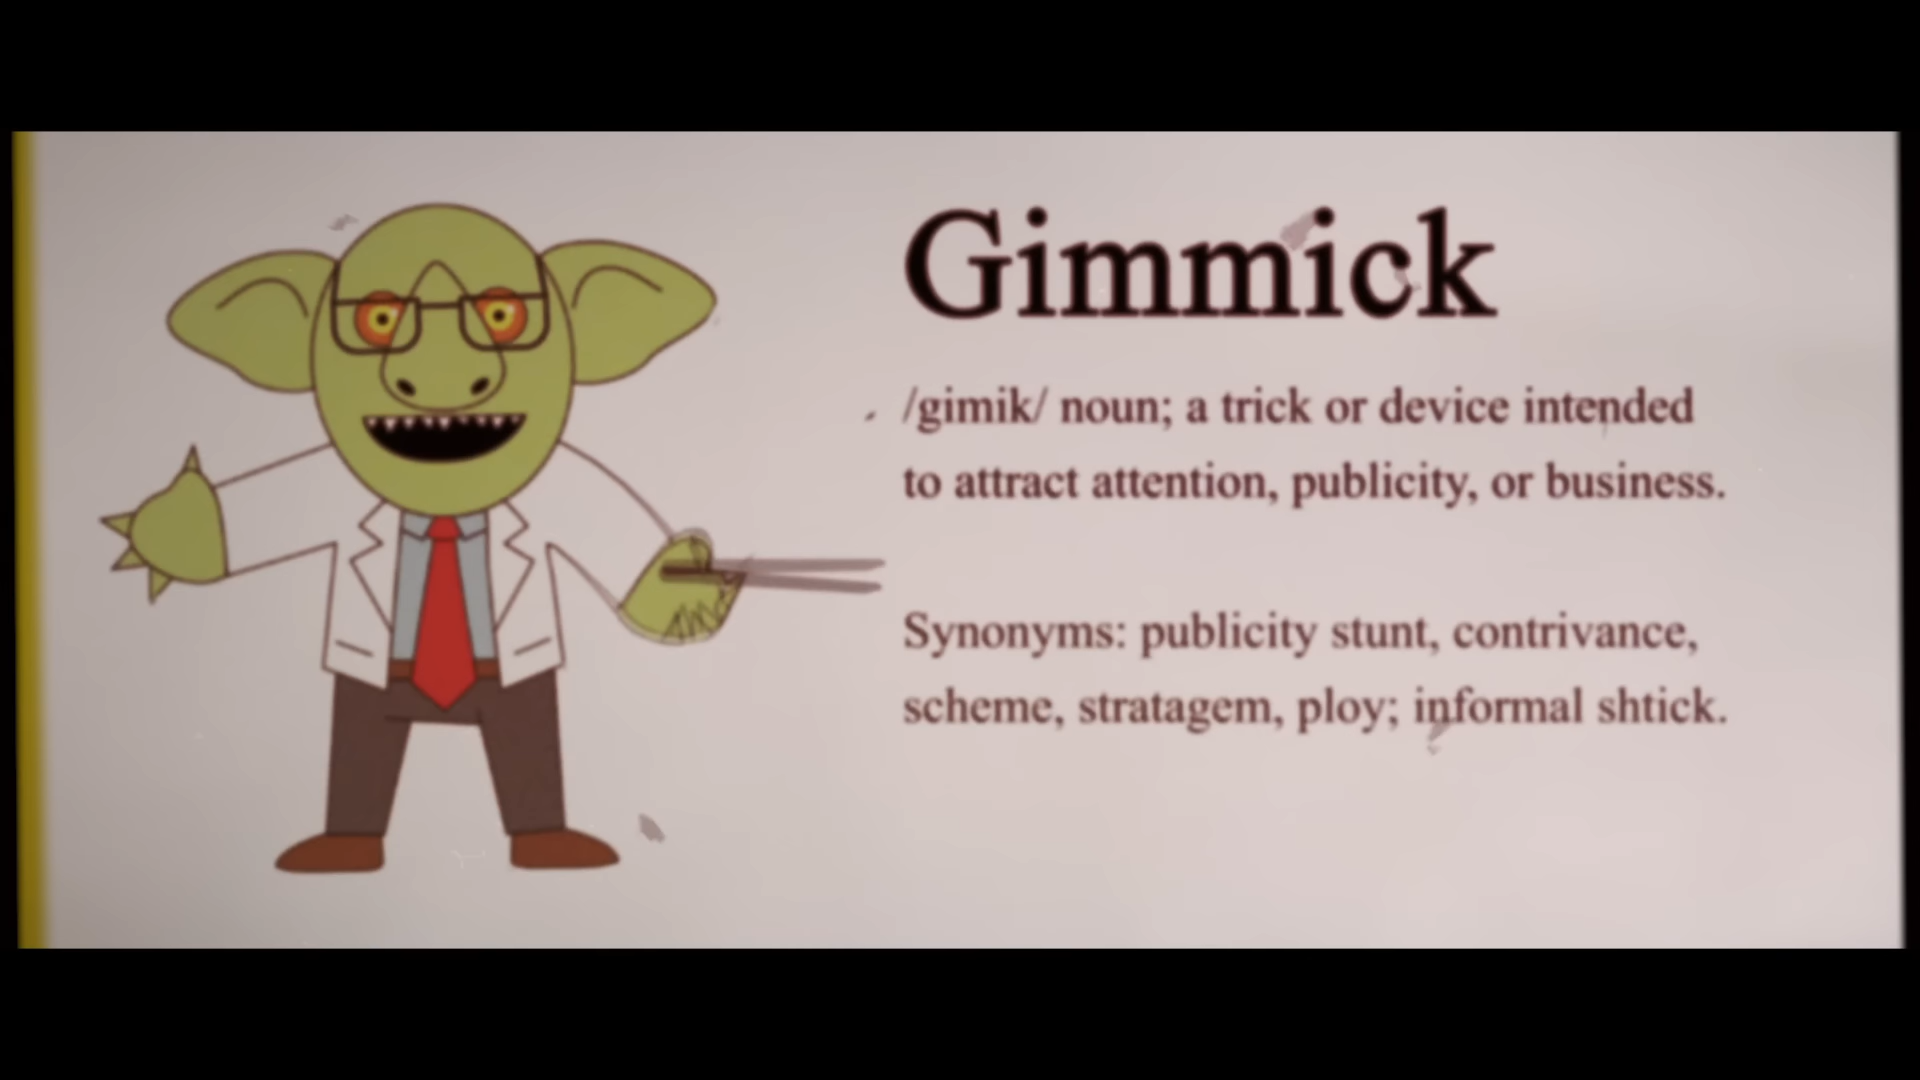 Gimmick
/gimik/ noun; a trick or device intended
to attract attention, publicity, or business.
Synonyms: publicity stunt, contrivance,
scheme, stratagem, ploy; informal shtick.